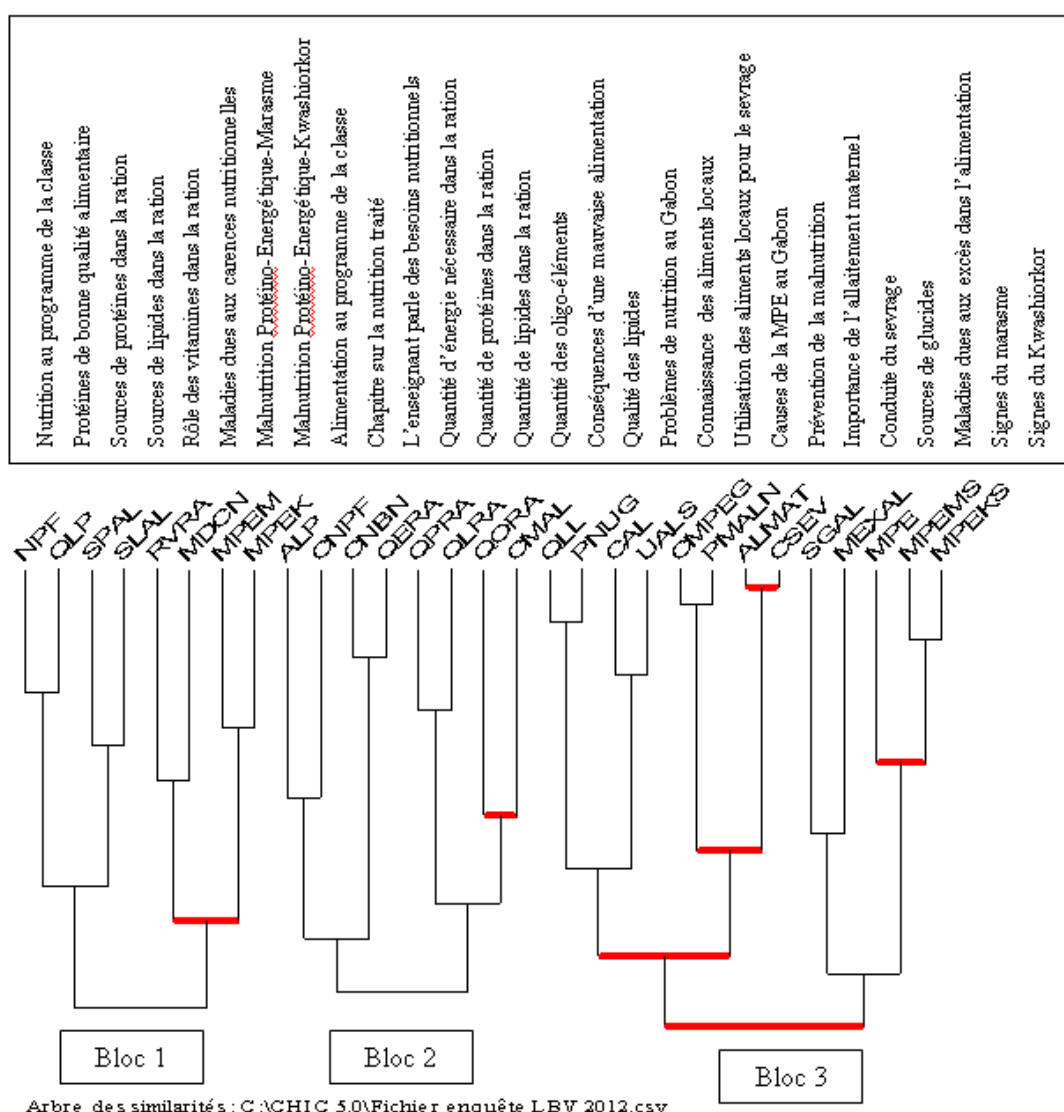 Nutrition au programme de la classe
Protéines de bonne qualité alimentaire
Sources de protéines dans la ration
Sources de lipides dans la ration
Rôle des vitamines dans la ration
Maladies dues aux carences nutritionnelles
Malnutrition Protéino-Energétique-Marasme
Malnutrition Protéino-Energétique-Kwashiorkor
Alimentation au programme de la classe
Chapitre sur la nutrition traité
L'enseignant parle des besoins nutritionnels
Quantité d'énergie nécessaire dans la ration
Quantité de protéines dans la ration
Quantité de lipides dans la ration
Quantité des oligo-éléments
Conséquences d'une mauvaise alimentation
Qualité des lipides
Problèmes de nutrition au Gabon
Connaissance des aliments locaux
Utilisation des aliments locaux pour le sevrage
Causes de la MPE au Gabon
Prévention de la malnutrition
Importance de l'allaitement maternel
Conduite du sevrage
Sources de glucides
Maladies dues aux excès dans l'alimentation
Signes du marasme
Signes du Kwashiorkor
NPF
QLP
SPAL
SLAL
RVRA
MDCN
MPEM
MPEK
ALP
CNPF
CNBN
QERA
QPRA
QLRA
QORA
CMAL
QLL
PNUG
CAL
UALS
CMPEG
PMALN
ALMAT
CSEV
SGAL
MEXAL
MPE
MPEMS
MPEKS
Bloc 1
Bloc 2
Bloc 3
Arbre des similarités : C:\CHIC 5.0\Fichier enquête LBV 2012.csv